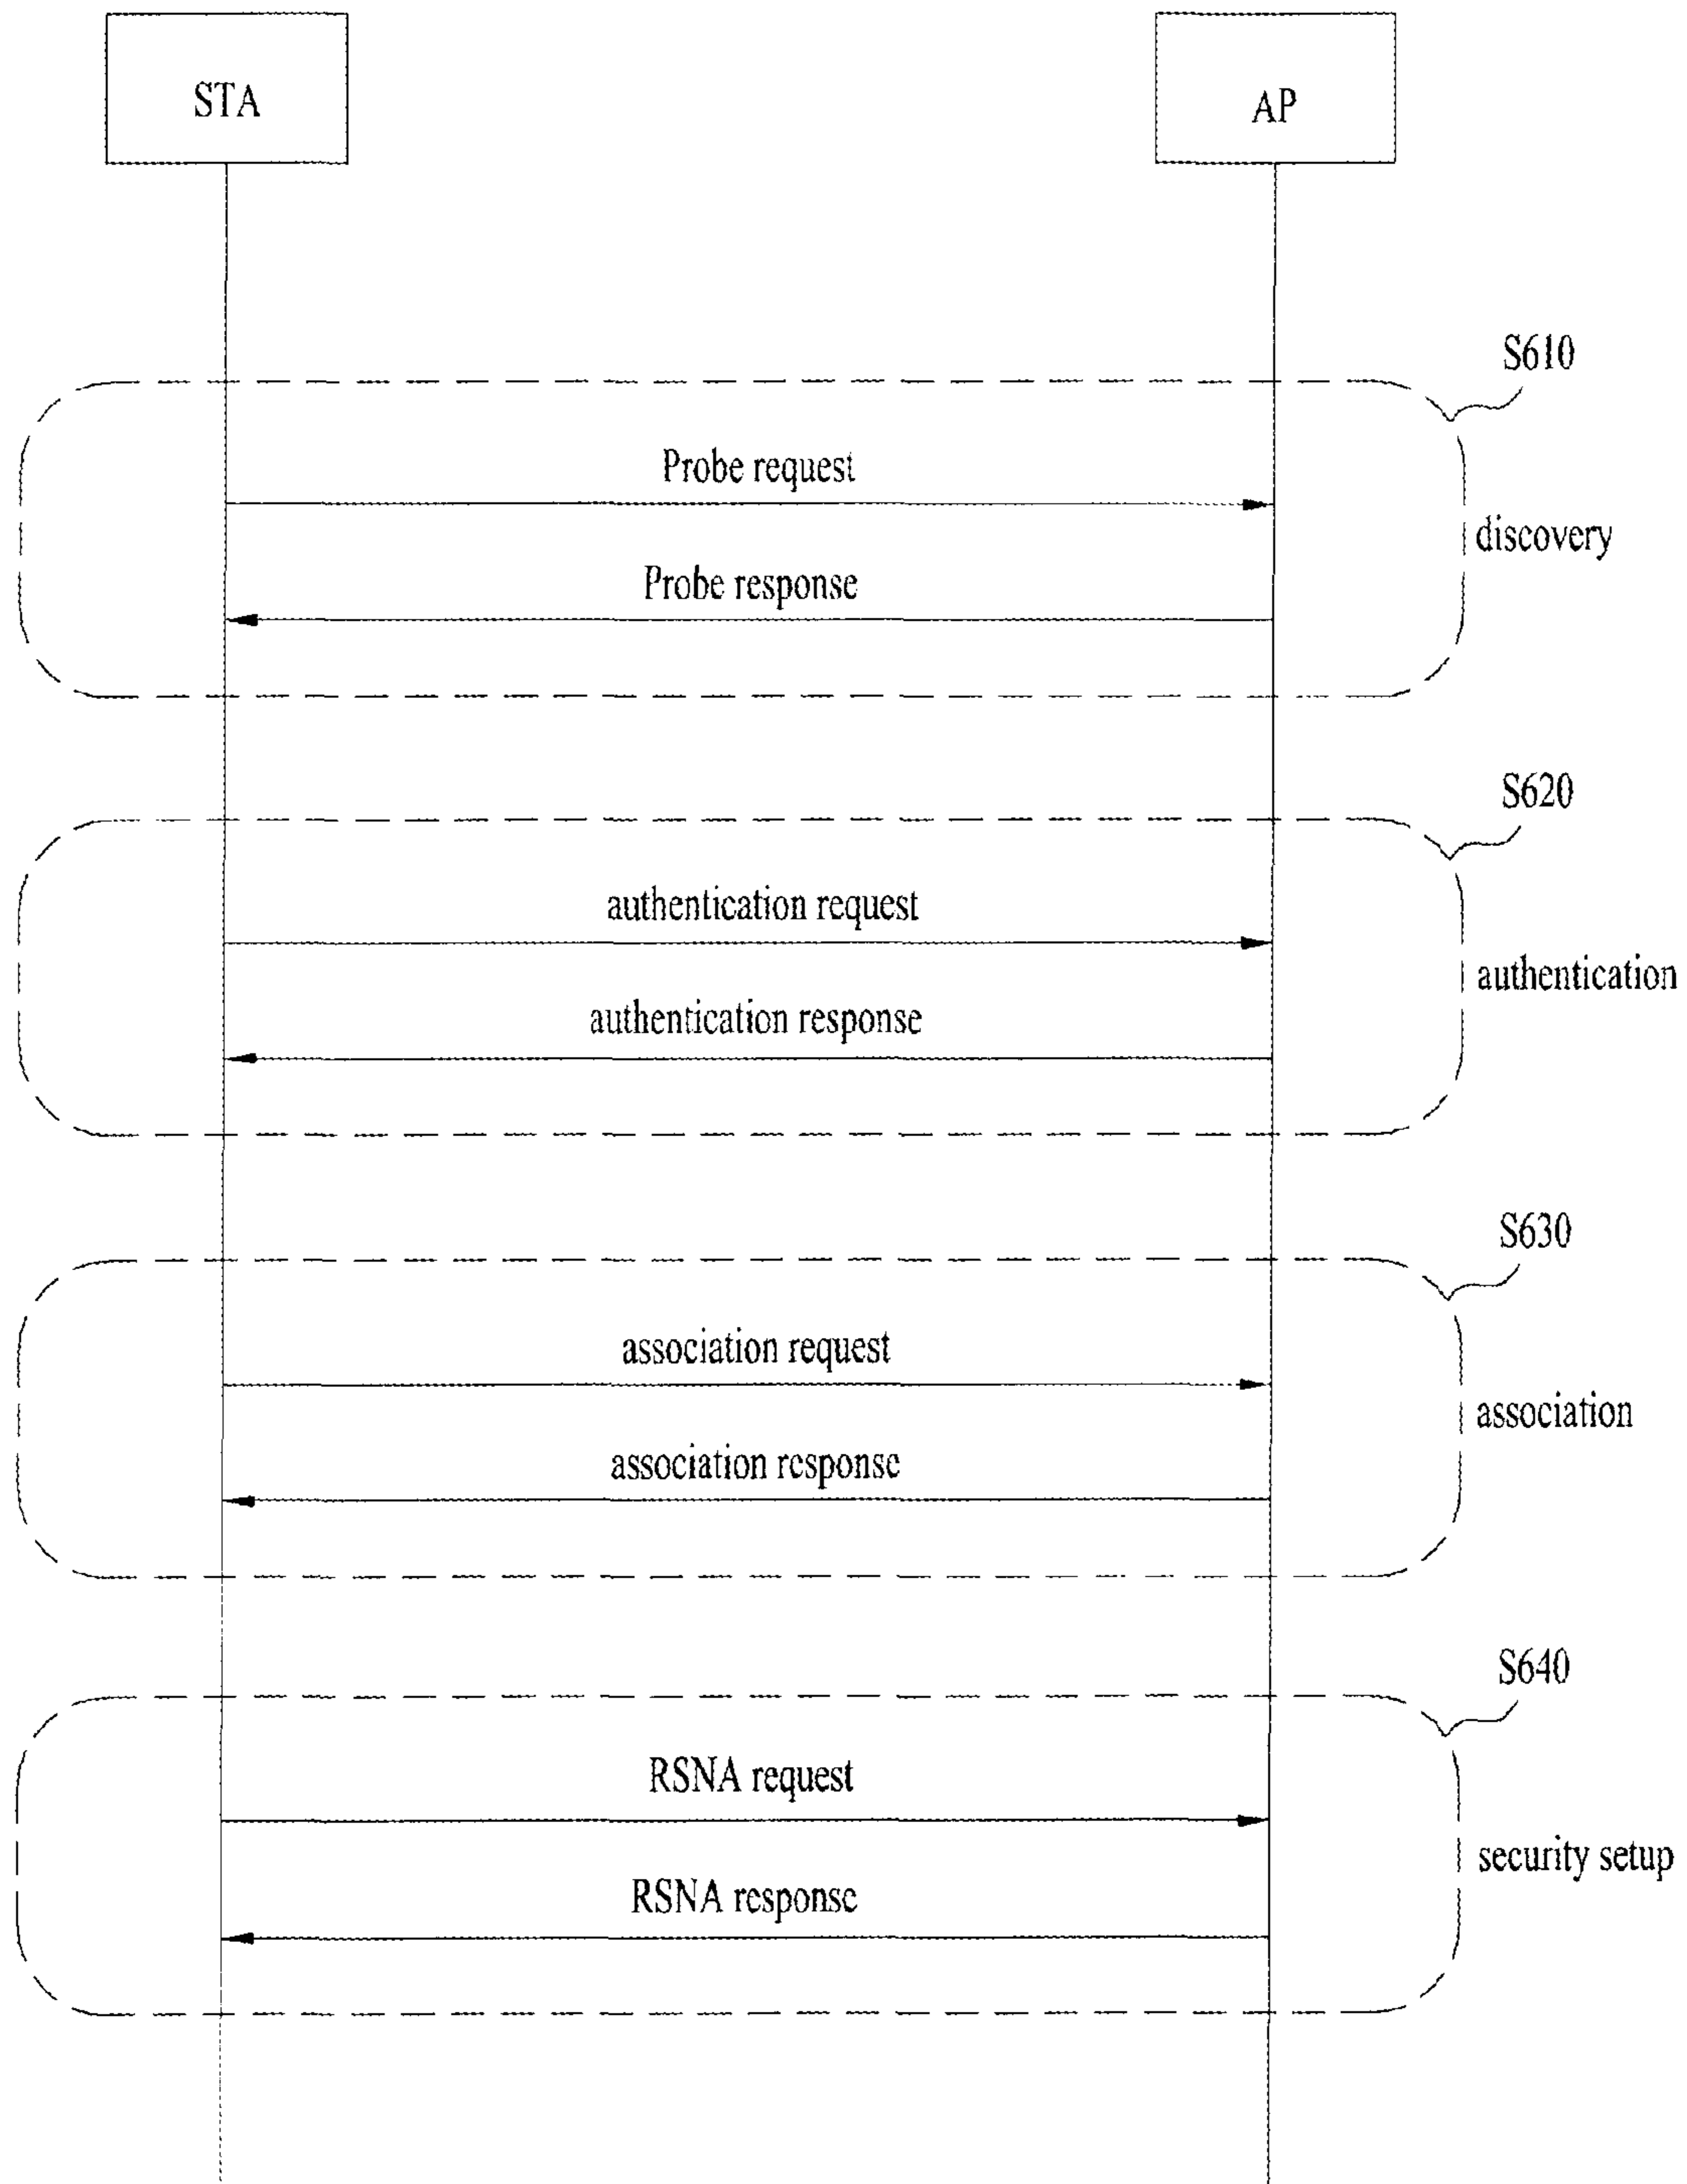 STA
AP
S610
Probe request
discovery
Probe response
S620
authentication request
authentication
authentication response
S630
association request
association
association response
S640
RSNA request
security setup
RSNA response